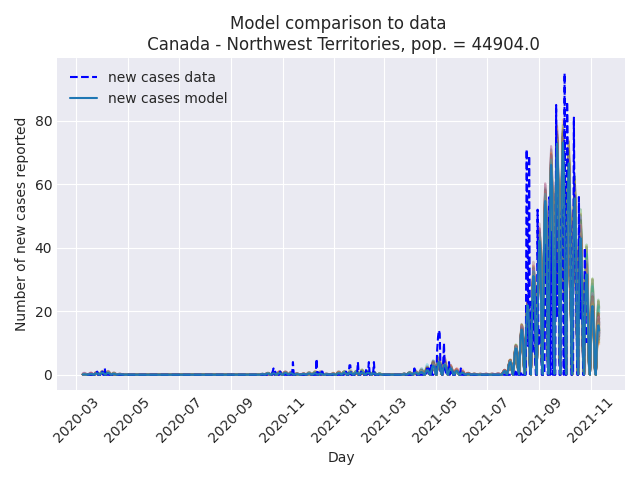 Model comparison to data
Canada - Northwest Territories, pop. = 44904.0
new cases data
new cases model
Number of new cases reported
80
60
40
20
0
2020-03
2020-05
2020-07
2020-09
2020-11
2021-01
2021-03
2021-05
2021-07
2021-09
2021-11
Day